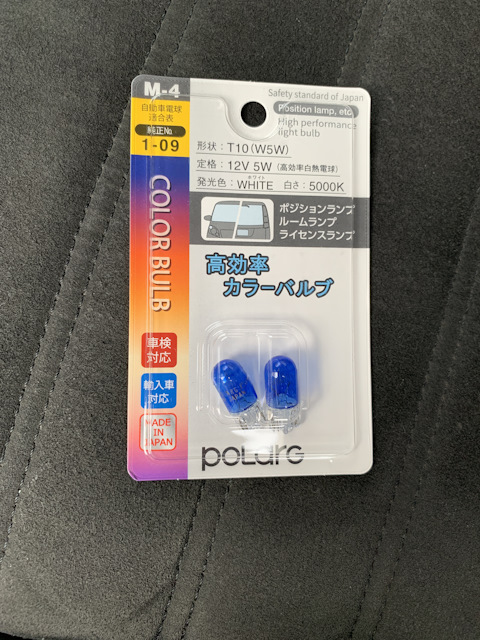 M-4
自動車電球
適合表
純正No.
1-09
Safety standard of Japan
Position lamp, etc.
High performance
light bulb
形状：T10(W5W)
定格：12V 5W（高効率白熱電球）
ホワイト
発光色：WHITE 白さ：5000K
ポジションランプ
ルームランプ
ライセンスランプ
COLOR BULB
高効率
カラーバルブ
車検
対応
輸入車
対応
MADE
IN
JAPAN
JAPAN
POLarG